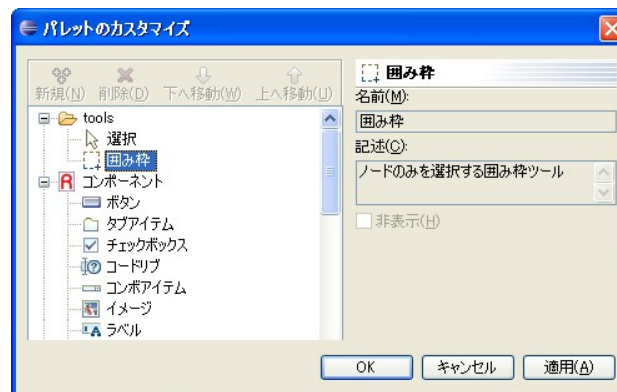 パレットのカスタマイズ
新規(N) 削除(D) 下へ移動(W) 上へ移動(U)
tools
選択
囲み枠
コンポーネント
ボタン
タブアイテム
チェックボックス
コードリブ
コンボアイテム
イメージ
ラベル
囲み枠
名前(M):
囲み枠
記述(C):
ノードのみを選択する囲み枠ツール
非表示(H)
OK キャンセル 適用(A)